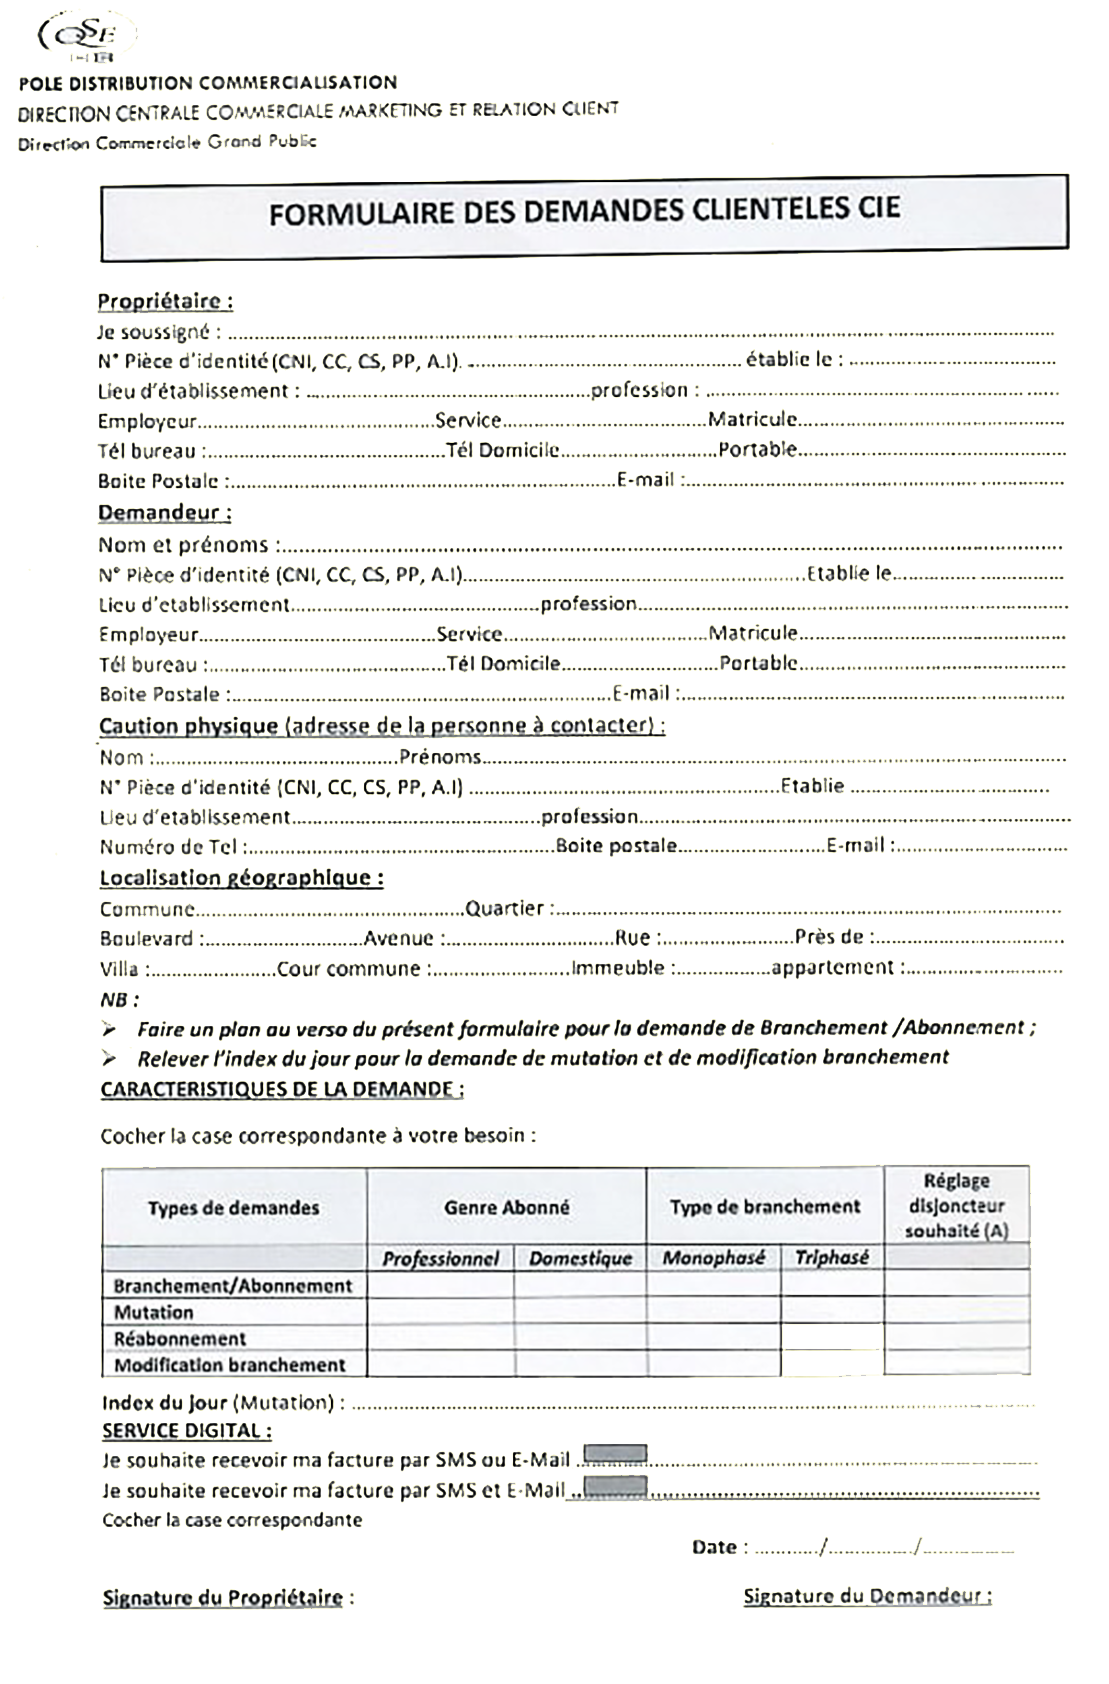 QSE
POLE DISTRIBUTION COMMERCIALISATION
DIRECTION CENTRALE COMMERCIALE MARKETING ET RELATION CLIENT
Direction Commerciale Grand Public
FORMULAIRE DES DEMANDES CLIENTELES CIE
Propriétaire :
Je soussigné : ..........................................................................................
N° Pièce d'identité (CNI, CC, CS, PP, A.I). ........................................ établie le : ..............................
Lieu d'établissement : ........................................profession : ........................................
Employeur..............................Service..............................Matricule..............................
Tél bureau :..............................Tél Domicile..............................Portable..............................
Boite Postale :..............................E-mail :..............................
Demandeur :
Nom et prénoms :..........................................................................................
N° Pièce d'identité (CNI, CC, CS, PP, A.I)........................................Etablie le..............................
Lieu d'etablissement..............................profession..............................
Employeur..............................Service..............................Matricule..............................
Tél bureau :..............................Tél Domicile..............................Portable..............................
Boite Postale :..............................E-mail :..............................
Caution physique (adresse de la personne à contacter) :
Nom :..............................Prénoms..............................
N° Pièce d'identité (CNI, CC, CS, PP, A.I) ........................................Etablie ..............................
Lieu d'etablissement..............................profession..............................
Numéro de Tel :..............................Boite postale....................E-mail :....................
Localisation géographique :
Commune..............................Quartier :..............................
Boulevard :....................Avenue :....................Rue :....................Près de :....................
Villa :....................Cour commune :....................Immeuble :....................appartement :....................
NB :
➢ Faire un plan au verso du présent formulaire pour la demande de Branchement /Abonnement ;
➢ Relever l'index du jour pour la demande de mutation et de modification branchement
CARACTERISTIQUES DE LA DEMANDE :
Cocher la case correspondante à votre besoin :
Types de demandes Genre Abonné Type de branchement Réglage disjoncteur souhaité (A)
Professionnel Domestique Monophasé Triphasé
Branchement/Abonnement
Mutation
Réabonnement
Modification branchement
Index du jour (Mutation) : ..........................................................................................
SERVICE DIGITAL :
Je souhaite recevoir ma facture par SMS ou E-Mail ..................................................
Je souhaite recevoir ma facture par SMS et E-Mail ..................................................
Cocher la case correspondante
Date : .........../............../..............
Signature du Propriétaire :
Signature du Demandeur :